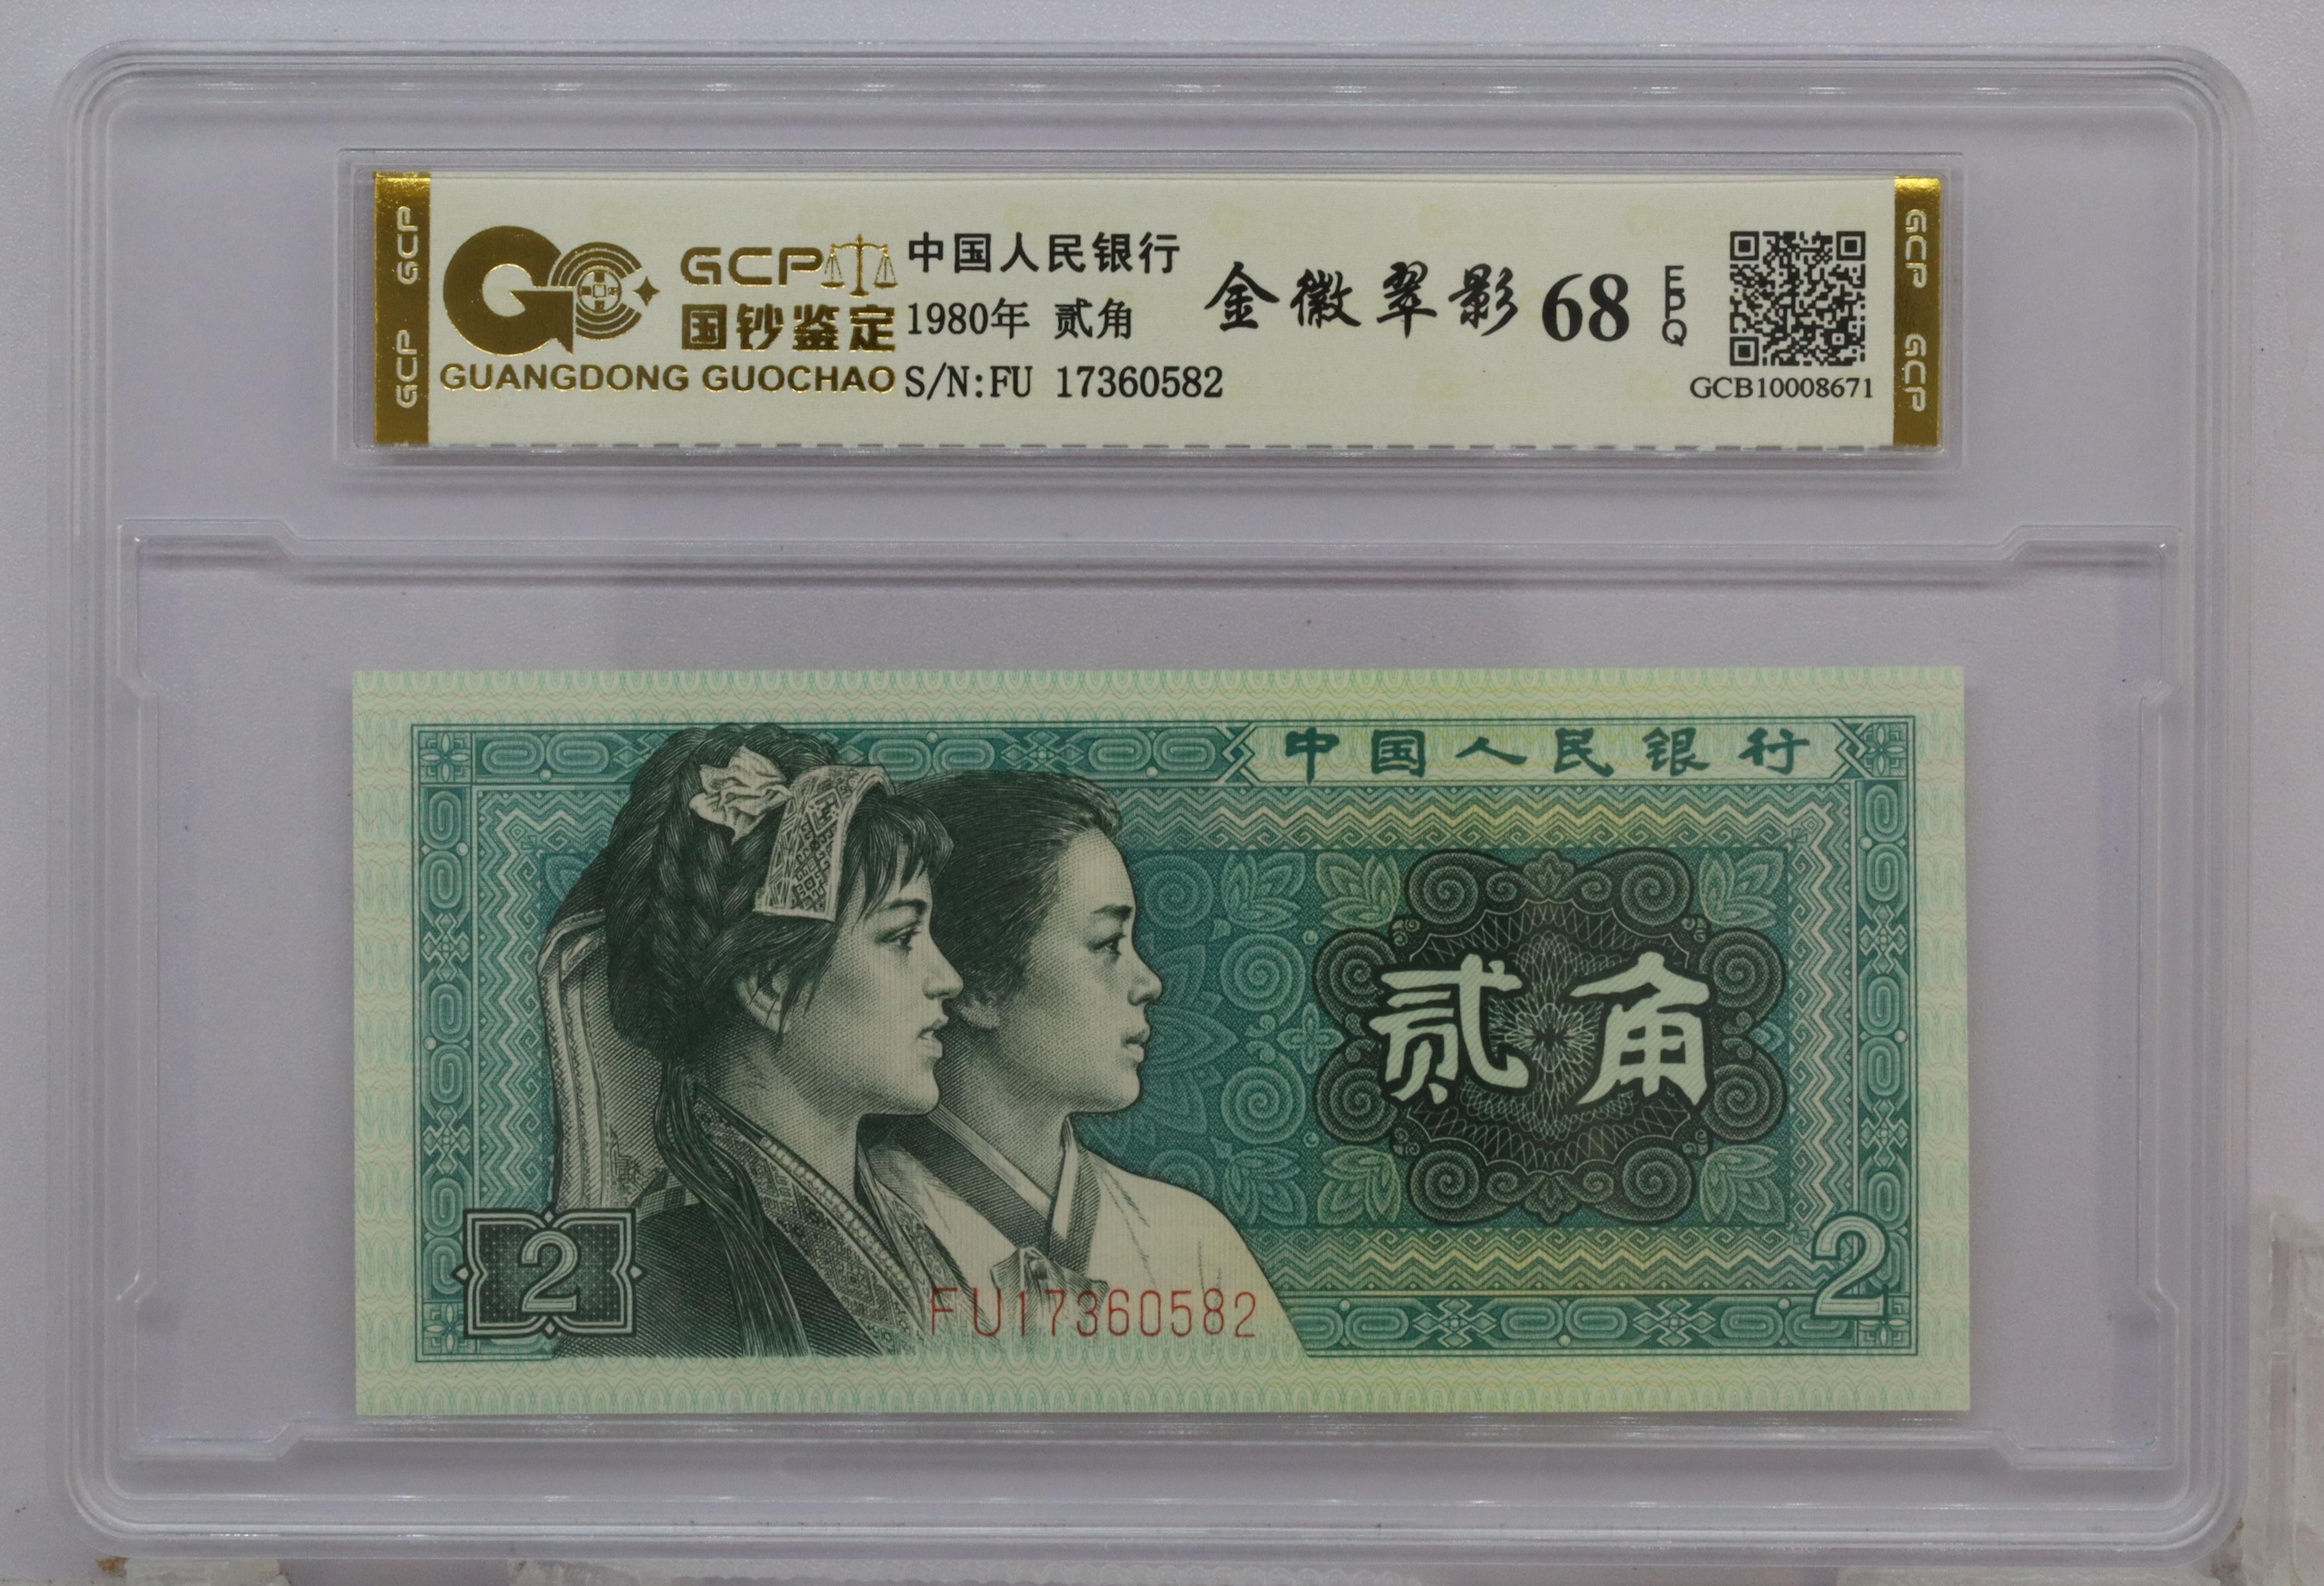 GCP GCP
GCP
国钞鉴定
GUANGDONG GUOCHAO
中国人民银行
1980年 贰角
S/N:FU 17360582
金徽翠影 68 EPQ
GCB10008671
GCP GCP
中国人民银行
贰角
2
FU17360582
2